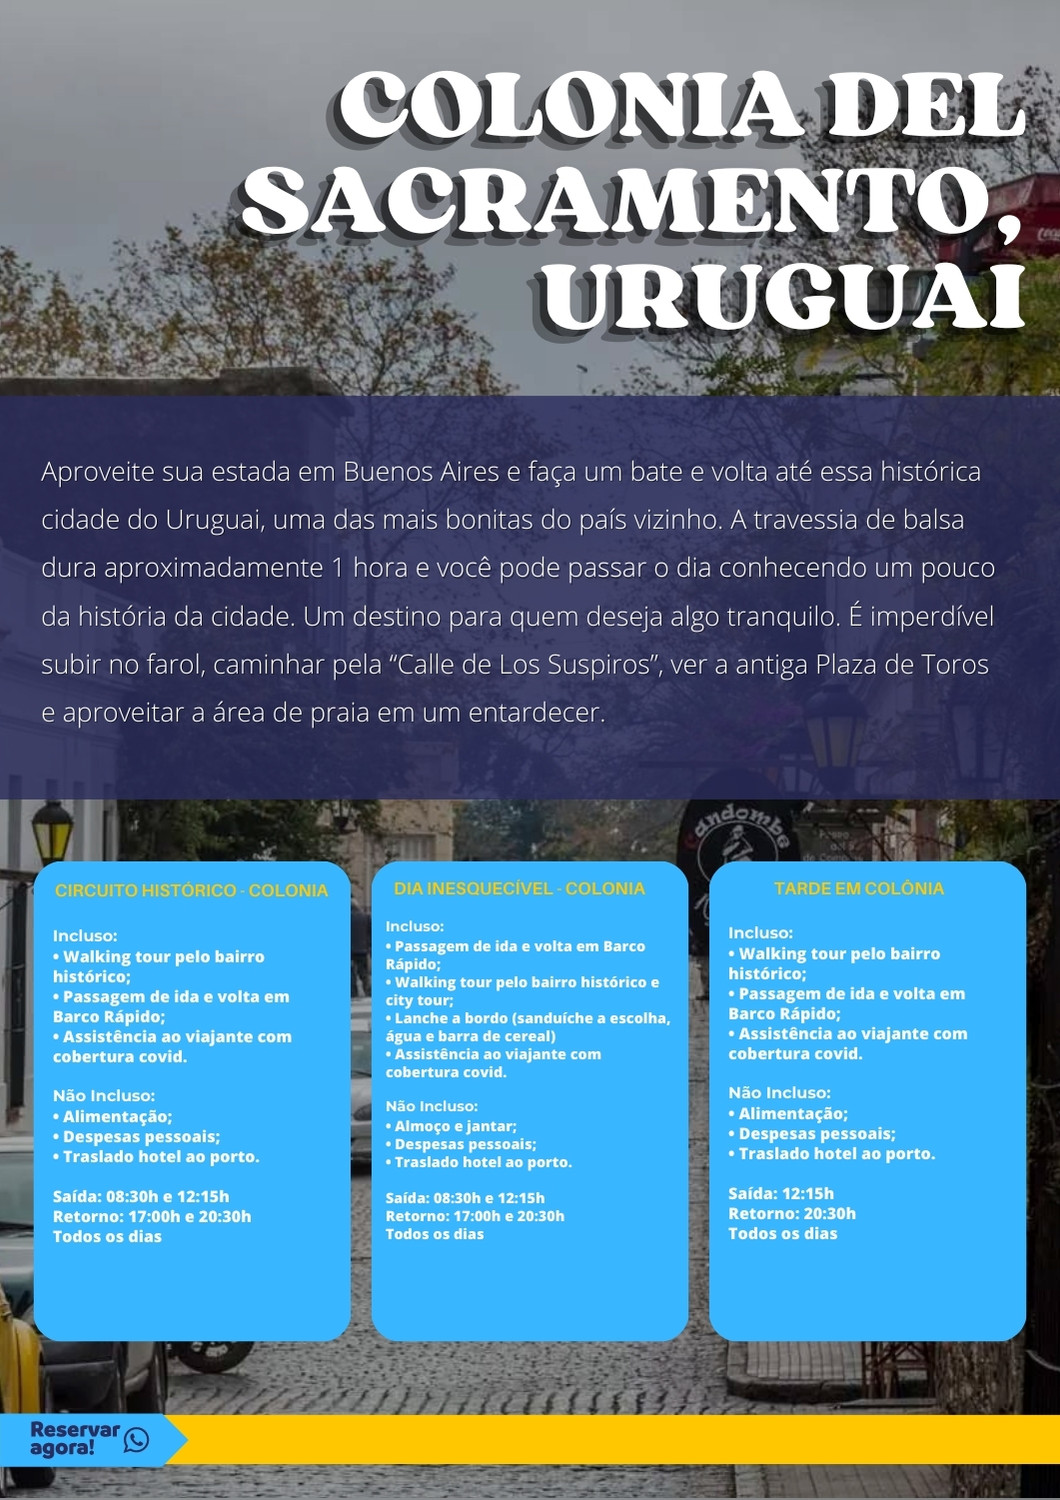 COLONIA DEL
SACRAMENTO,
URUGUAI
Aproveite sua estada em Buenos Aires e faça um bate e volta até essa histórica
cidade do Uruguai, uma das mais bonitas do país vizinho. A travessia de balsa
dura aproximadamente 1 hora e você pode passar o dia conhecendo um pouco
da história da cidade. Um destino para quem deseja algo tranquilo. É imperdível
subir no farol, caminhar pela “Calle de Los Suspiros”, ver a antiga Plaza de Toros
e aproveitar a área de praia em um entardecer.
candombe
CIRCUITO HISTÓRICO - COLONIA
Incluso:
• Walking tour pelo bairro
histórico;
• Passagem de ida e volta em
Barco Rápido;
• Assistência ao viajante com
cobertura covid.
Não Incluso:
• Alimentação;
• Despesas pessoais;
• Traslado hotel ao porto.
Saída: 08:30h e 12:15h
Retorno: 17:00h e 20:30h
Todos os dias
DIA INESQUECÍVEL - COLONIA
Incluso:
• Passagem de ida e volta em Barco
Rápido;
• Walking tour pelo bairro histórico e
city tour;
• Lanche a bordo (sanduíche a escolha,
água e barra de cereal)
• Assistência ao viajante com
cobertura covid.
Não Incluso:
• Almoço e jantar;
• Despesas pessoais;
• Traslado hotel ao porto.
Saída: 08:30h e 12:15h
Retorno: 17:00h e 20:30h
Todos os dias
TARDE EM COLÔNIA
Incluso:
• Walking tour pelo bairro
histórico;
• Passagem de ida e volta em
Barco Rápido;
• Assistência ao viajante com
cobertura covid.
Não Incluso:
• Alimentação;
• Despesas pessoais;
• Traslado hotel ao porto.
Saída: 12:15h
Retorno: 20:30h
Todos os dias
Reservar
agora!